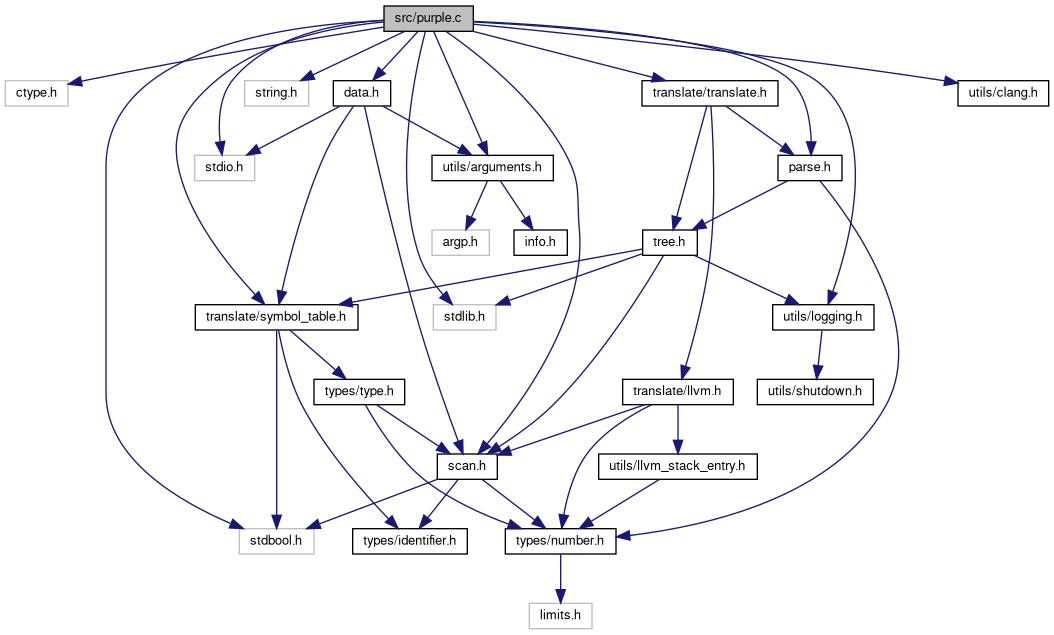 src/purple.c
ctype.h
string.h
data.h
translate/translate.h
utils/clang.h
stdio.h
utils/arguments.h
parse.h
argp.h
info.h
tree.h
translate/symbol_table.h
stdlib.h
utils/logging.h
types/type.h
translate/llvm.h
utils/shutdown.h
scan.h
utils/llvm_stack_entry.h
stdbool.h
types/identifier.h
types/number.h
limits.h